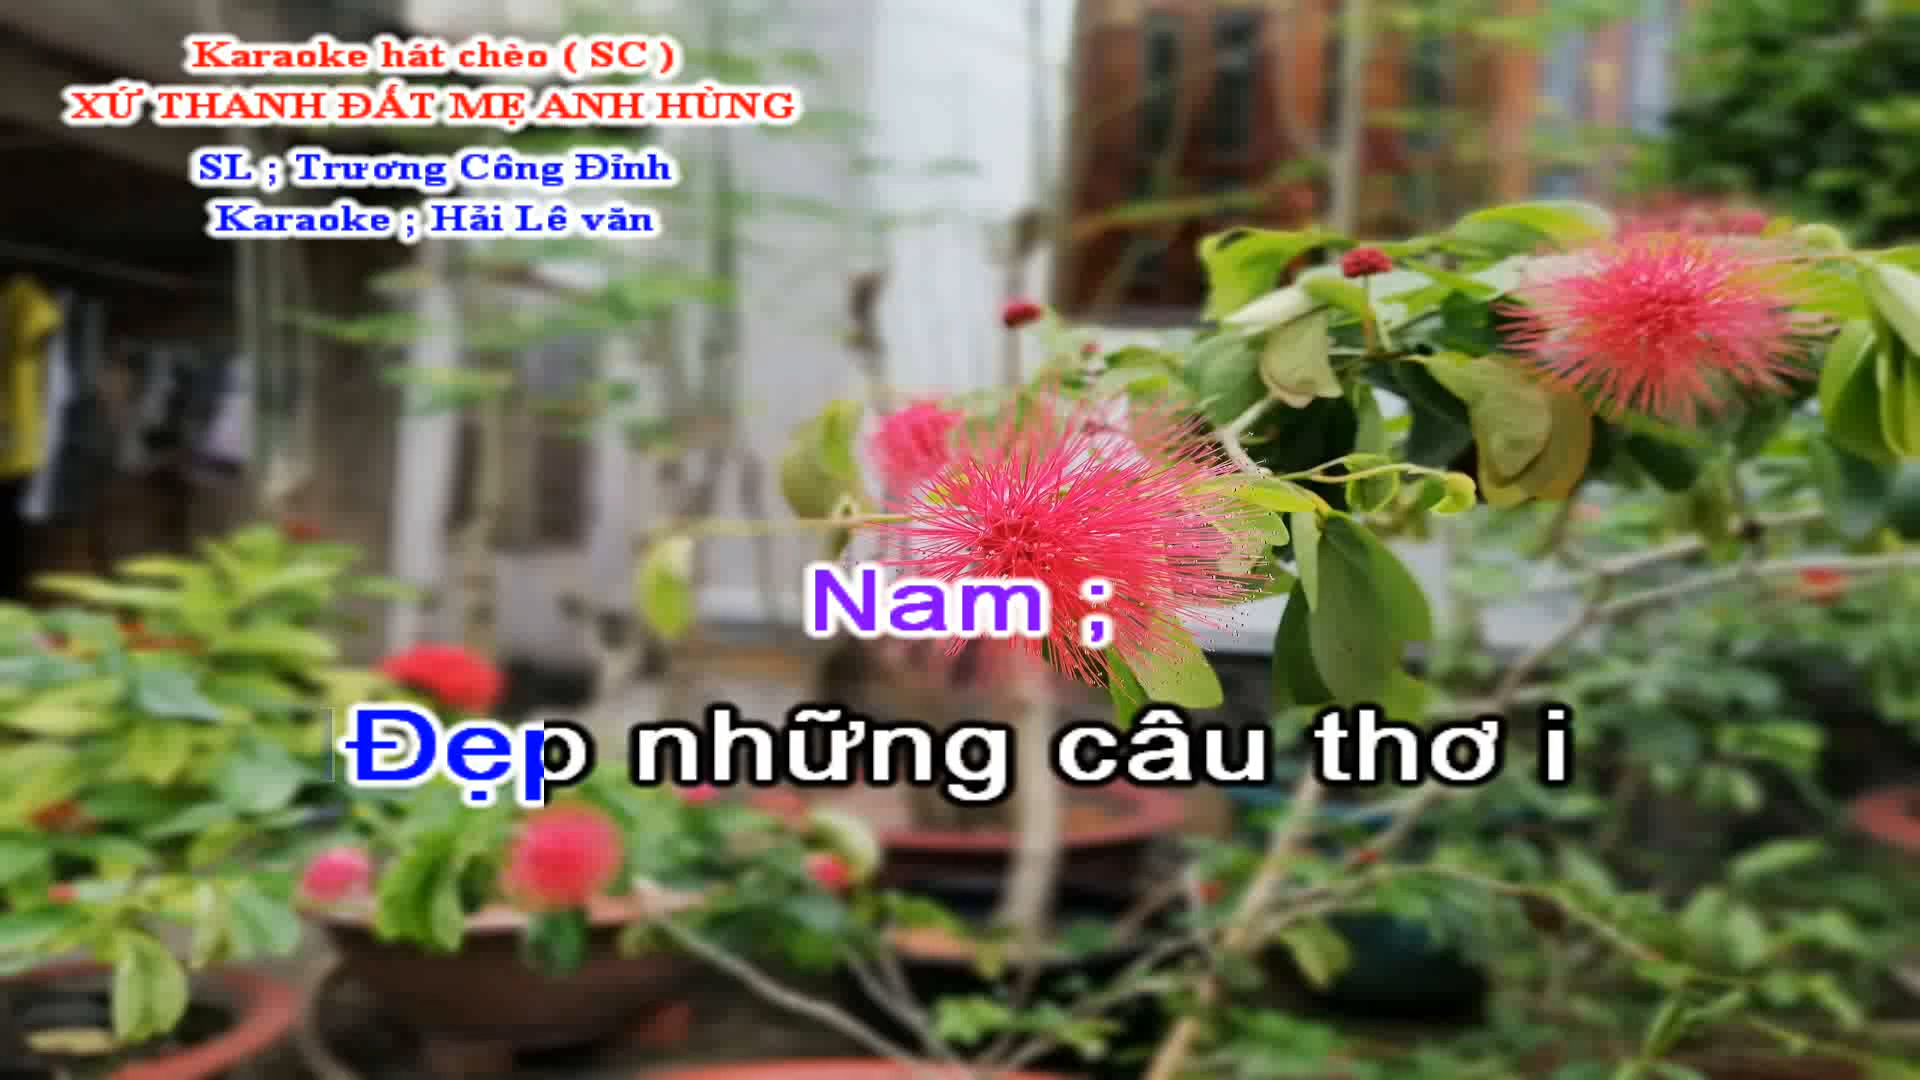 Karaoke hát chèo ( SC )
XỨ THANH ĐẤT MẸ ANH HÙNG
SL ; Trương Công Đỉnh
Karaoke ; Hải Lê văn
Nam ;
Đẹp những câu thơ i